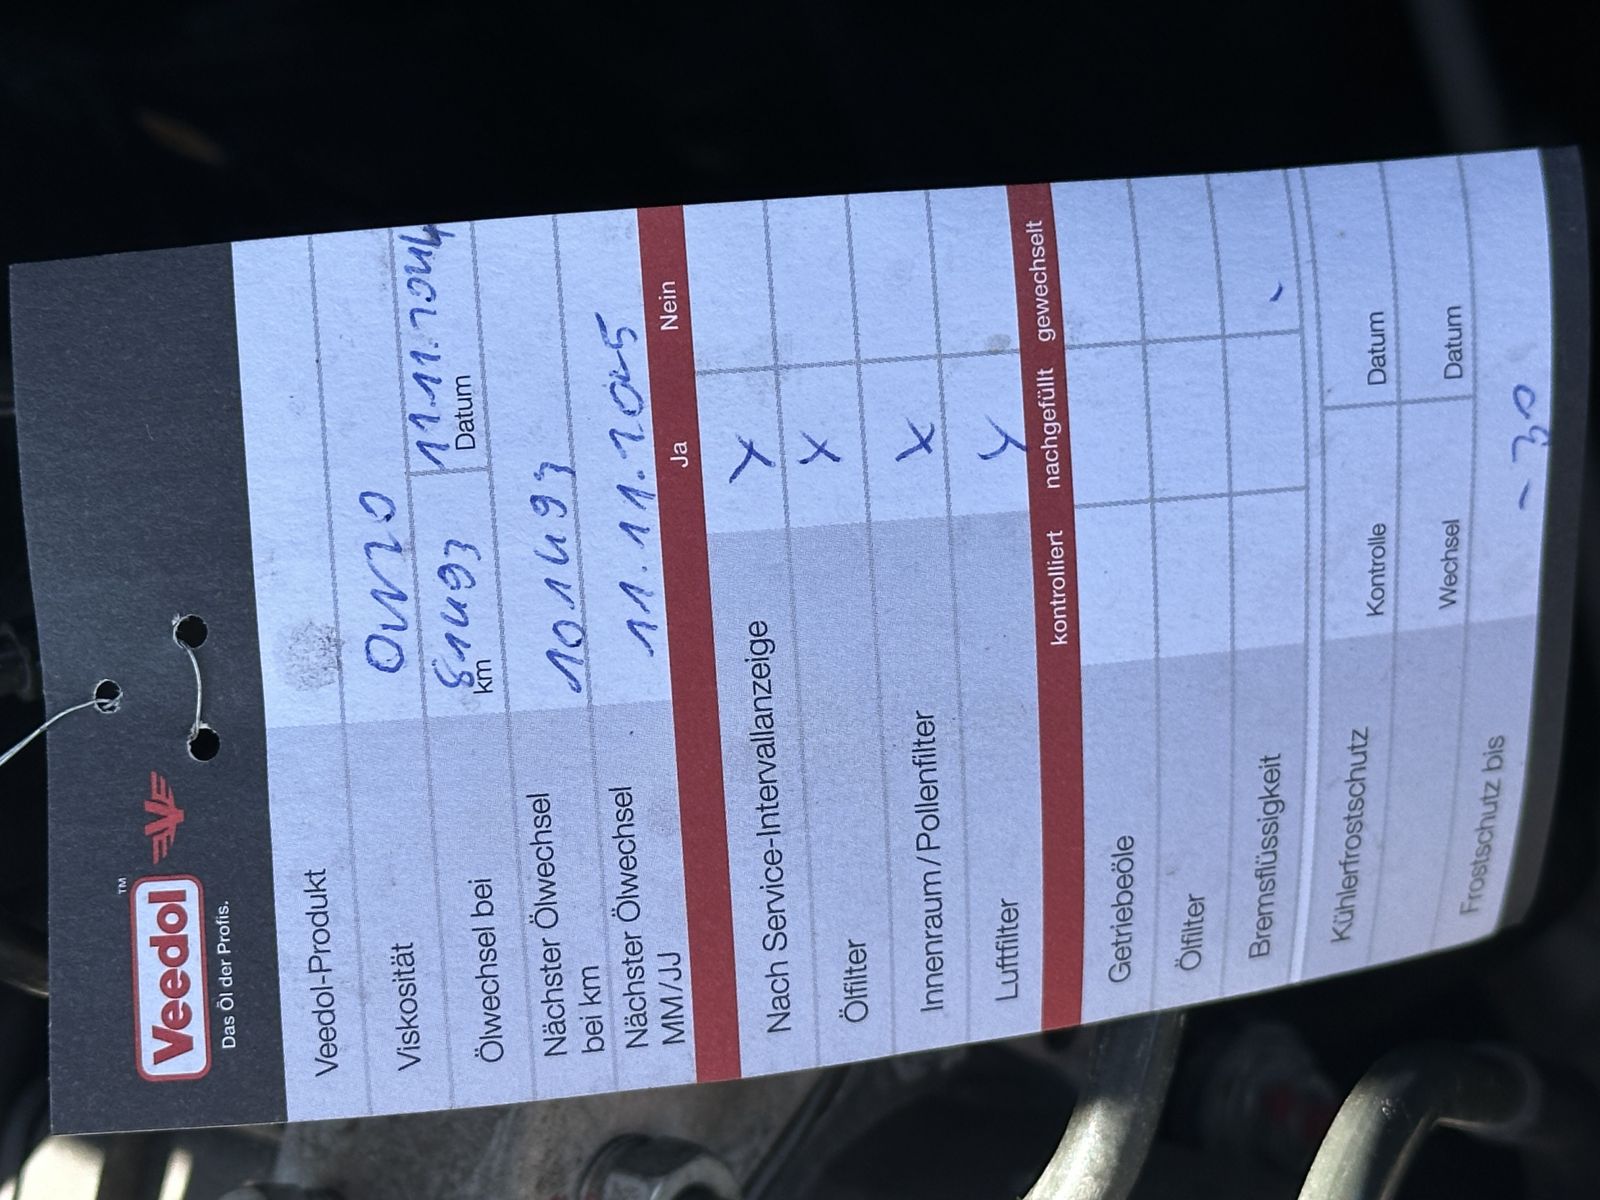 Veedol™
Das Öl der Profis.
Veedol-Produkt
Viskosität 0W20
Ölwechsel bei 81493 km 11.11.2024 Datum
Nächster Ölwechsel
bei km 101493
Nächster Ölwechsel
MM/JJ 11.11.2025
Ja Nein
Nach Service-Intervallanzeige X
Ölfilter X
Innenraum/Pollenfilter X
Luftfilter X
kontrolliert nachgefüllt gewechselt
Getriebeöle
Ölfilter
Bremsflüssigkeit
Kühlerfrostschutz Kontrolle Datum
Wechsel Datum
Frostschutz bis - 30